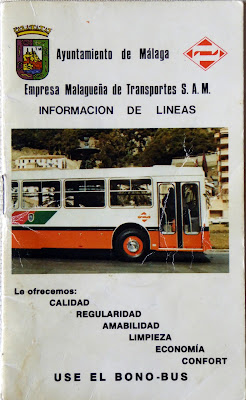 Ayuntamiento de Málaga
Empresa Malagueña de Transportes S. A. M.
INFORMACION DE LINEAS
Le ofrecemos:
CALIDAD
REGULARIDAD
AMABILIDAD
LIMPIEZA
ECONOMÍA
CONFORT
USE EL BONO-BUS